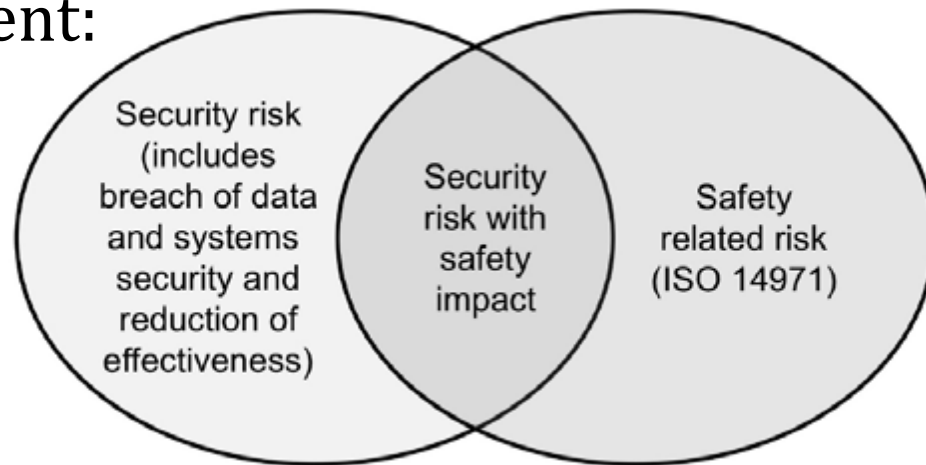 ent:
Security risk
(includes
breach of data
and systems
security and
reduction of
effectiveness)
Security
risk with
safety
impact
Safety
related risk
(ISO 14971)